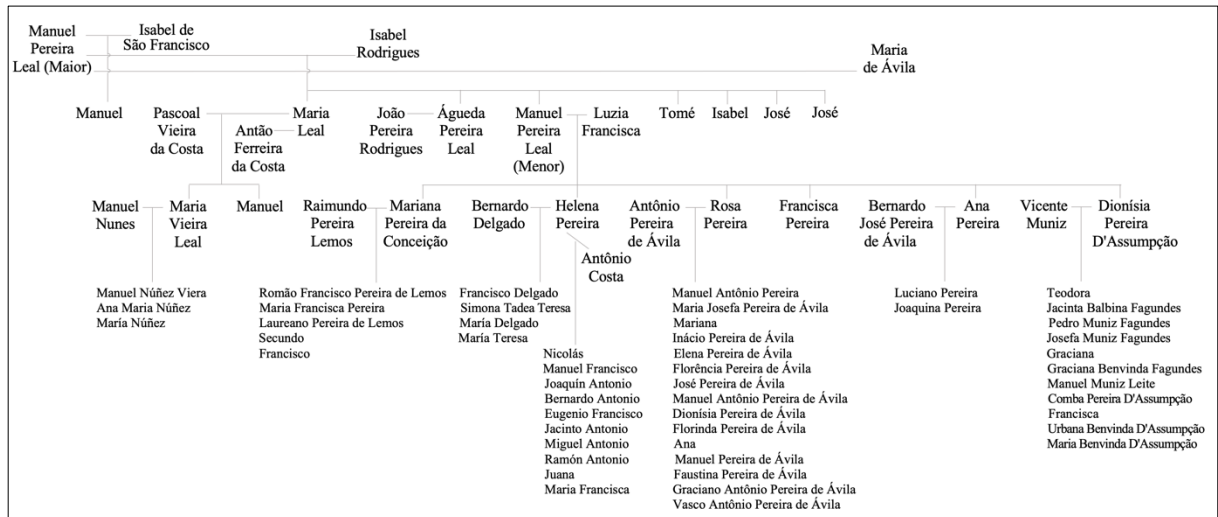 Manuel
Pereira
Leal (Maior)
Isabel de
São Francisco
Isabel
Rodrigues
Maria
de Ávila
Manuel
Pascoal
Vieira
da Costa
Antão
Ferreira
da Costa
Maria
Leal
João
Pereira
Rodrigues
Águeda
Pereira
Leal
Manuel
Pereira
Leal
(Menor)
Luzia
Francisca
Tomé
Isabel
José
José
Manuel
Nunes
Maria
Vieira
Leal
Manuel
Raimundo
Pereira
Lemos
Mariana
Pereira da
Conceição
Bernardo
Delgado
Helena
Pereira
Antônio
Costa
Antônio
Pereira
de Ávila
Rosa
Pereira
Francisca
Pereira
Bernardo
José Pereira
de Ávila
Ana
Pereira
Vicente
Muniz
Dionísia
Pereira
D'Assumpção
Manuel Núñez Viera
Ana Maria Núñez
María Núñez
Romão Francisco Pereira de Lemos
Maria Francisca Pereira
Laureano Pereira de Lemos
Secundo
Francisco
Francisco Delgado
Simona Tadea Teresa
María Delgado
María Teresa
Nicolás
Manuel Francisco
Joaquín Antonio
Bernardo Antonio
Eugenio Francisco
Jacinto Antonio
Miguel Antonio
Ramón Antonio
Juana
Maria Francisca
Manuel Antônio Pereira
Maria Josefa Pereira de Ávila
Mariana
Inácio Pereira de Ávila
Elena Pereira de Ávila
Florência Pereira de Ávila
José Pereira de Ávila
Manuel Antônio Pereira de Ávila
Dionísia Pereira de Ávila
Florinda Pereira de Ávila
Ana
Manuel Pereira de Ávila
Faustina Pereira de Ávila
Graciano Antônio Pereira de Ávila
Vasco Antônio Pereira de Ávila
Luciano Pereira
Joaquina Pereira
Teodora
Jacinta Balbina Fagundes
Pedro Muniz Fagundes
Josefa Muniz Fagundes
Graciana
Graciana Benvinda Fagundes
Manuel Muniz Leite
Comba Pereira D'Assumpção
Francisca
Urbana Benvinda D'Assumpção
Maria Benvinda D'Assumpção